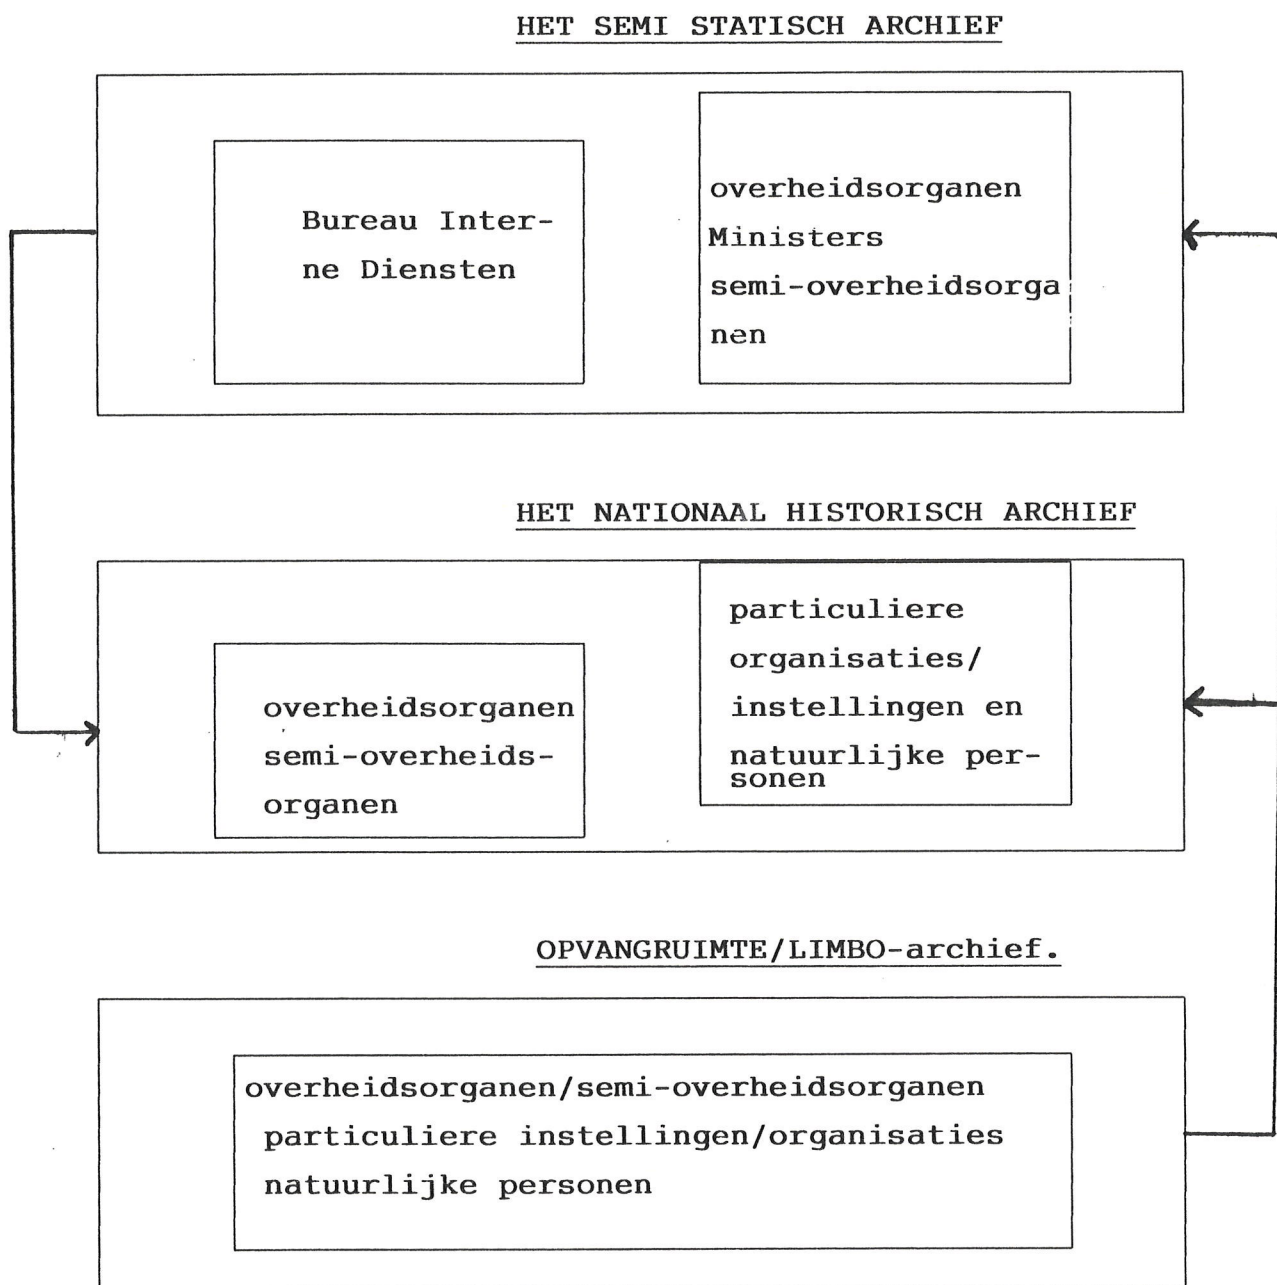 HET SEMI STATISCH ARCHIEF
Bureau Inter-
ne Diensten
overheidsorganen
Ministers
semi-overheidsorga
nen
HET NATIONAAL HISTORISCH ARCHIEF
overheidsorganen
semi-overheids-
organen
particuliere
organisaties/
instellingen en
natuurlijke per-
sonen
OPVANGRUIMTE/LIMBO-archief.
overheidsorganen/semi-overheidsorganen
particuliere instellingen/organisaties
natuurlijke personen